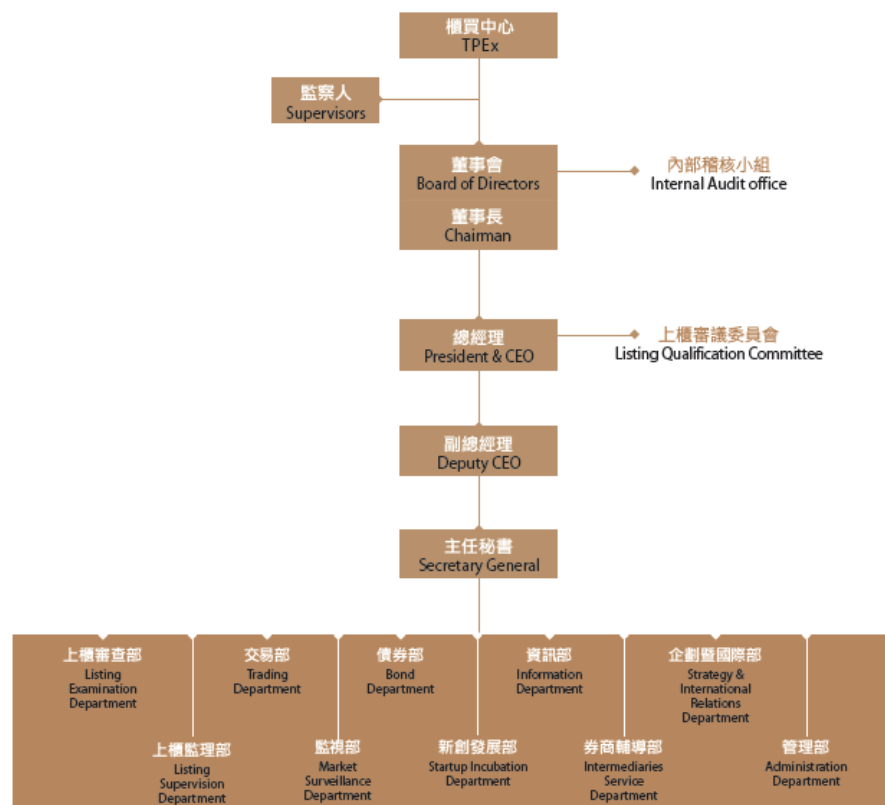 櫃買中心
TPEx
監察人
Supervisors
董事會
Board of Directors
內部稽核小組
Internal Audit office
董事長
Chairman
總經理
President & CEO
上櫃審議委員會
Listing Qualification Committee
副總經理
Deputy CEO
主任秘書
Secretary General
上櫃審查部
Listing
Examination
Department
交易部
Trading
Department
債券部
Bond
Department
資訊部
Information
Department
企劃暨國際部
Strategy &
International
Relations
Department
上櫃監理部
Listing
Supervision
Department
監視部
Market
Surveillance
Department
新創發展部
Startup Incubation
Department
券商輔導部
Intermediaries
Service
Department
管理部
Administration
Department